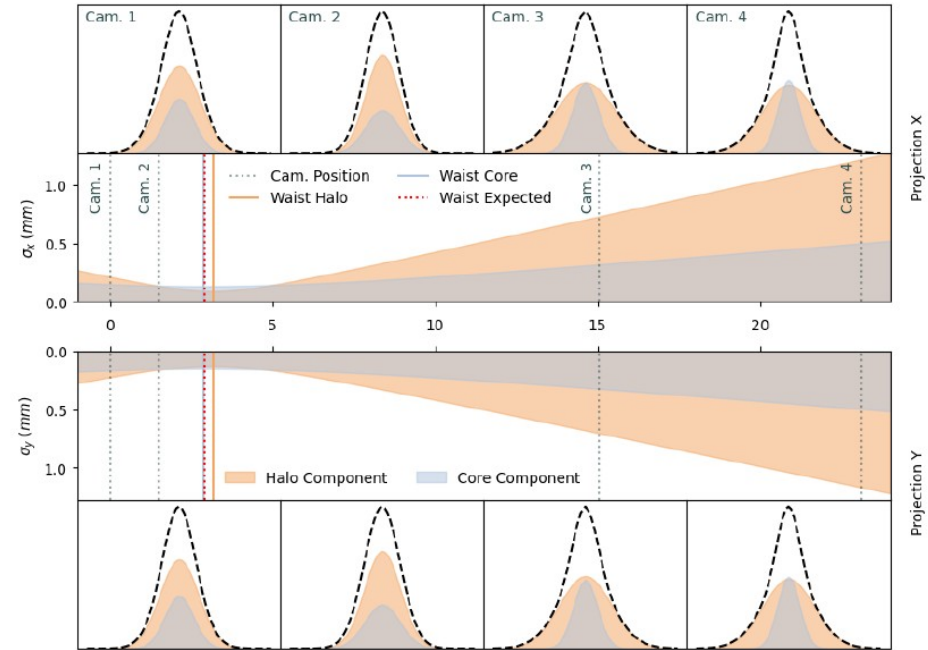 Cam. 1
Cam. 2
Cam. 3
Cam. 4
Projection X
Cam. 1
Cam. 2
Cam. 3
Cam. 4
Cam. Position
Waist Core
Waist Halo
Waist Expected
σx (mm)
1.0
0.5
0.0
0
5
10
15
20
0.0
0.5
1.0
σy (mm)
Halo Component
Core Component
Projection Y